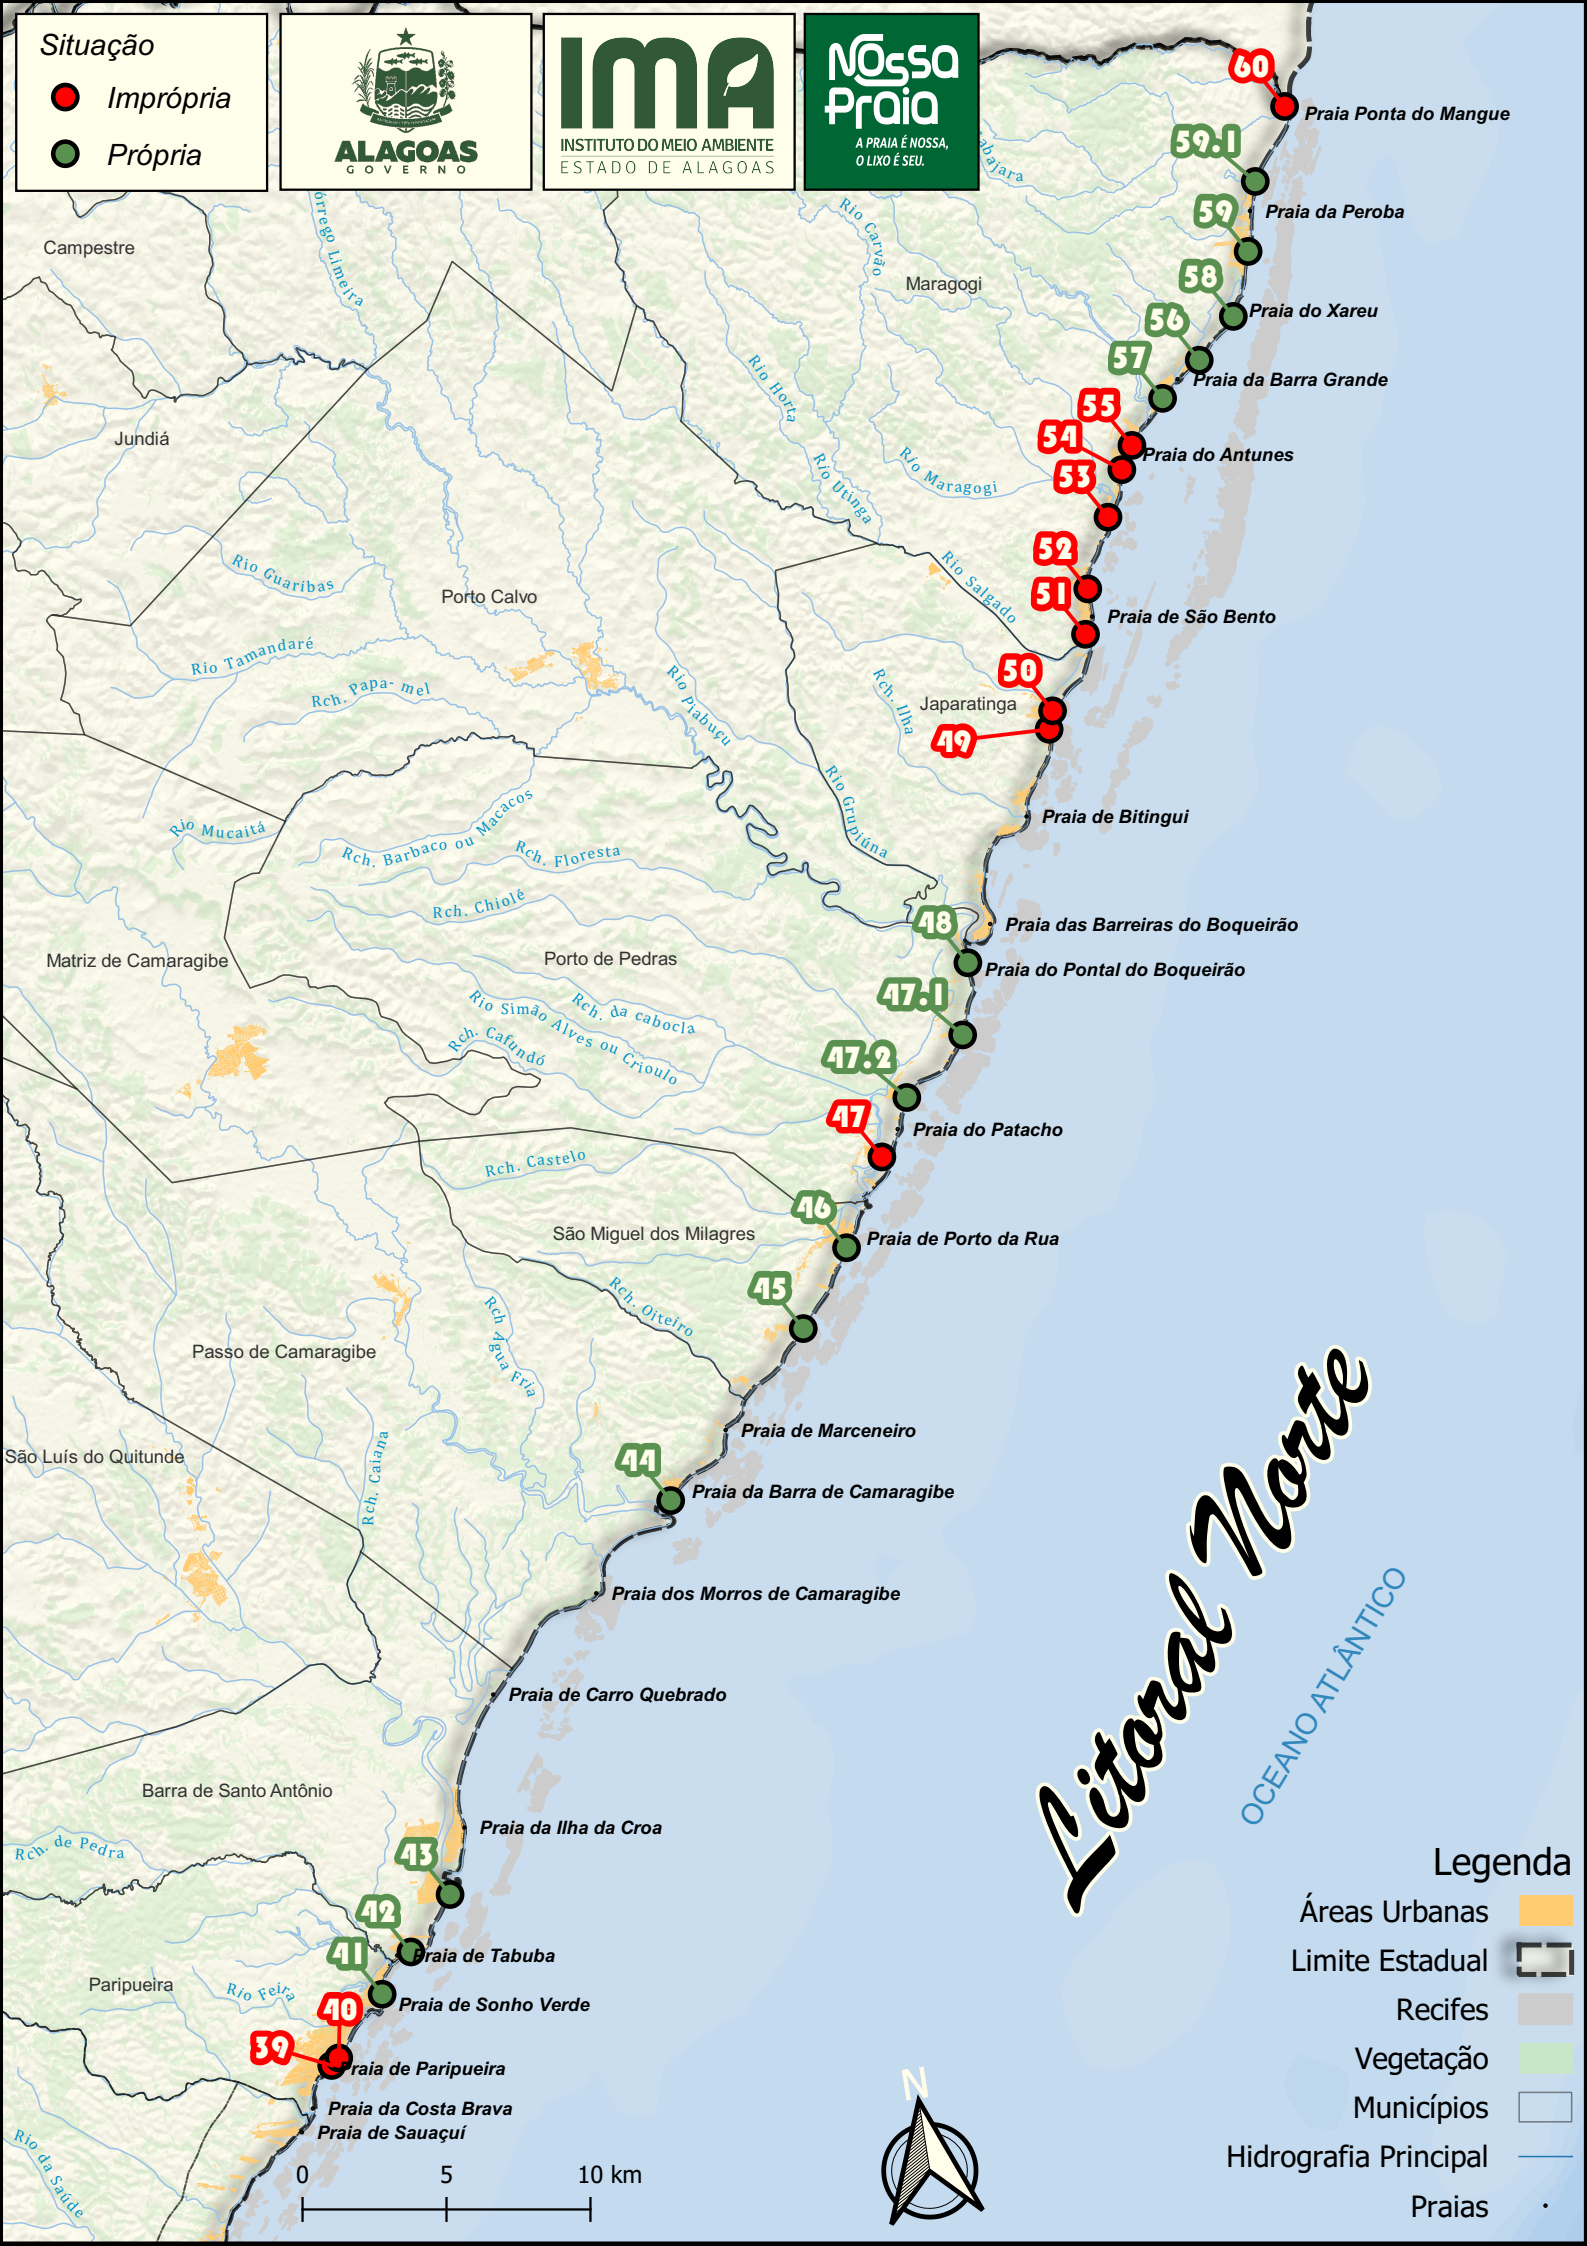 Situação
Imprópria
Própria
ALAGOAS
GOVERNO
IMA
INSTITUTO DO MEIO AMBIENTE
ESTADO DE ALAGOAS
Nossa
Praia
A PRAIA É NOSSA,
O LIXO É SEU.
60
Praia Ponta do Mangue
59.1
59
Praia da Peroba
58
Praia do Xareu
56
57
Praia da Barra Grande
55
54
Praia do Antunes
53
52
51
Praia de São Bento
50
49
Praia de Bitingui
Praia das Barreiras do Boqueirão
48
Praia do Pontal do Boqueirão
47.1
47.2
Praia do Patacho
47
46
Praia de Porto da Rua
45
Praia de Marceneiro
44
Praia da Barra de Camaragibe
Praia dos Morros de Camaragibe
Praia de Carro Quebrado
Praia da Ilha da Croa
43
42
Praia de Tabuba
41
Praia de Sonho Verde
40
39
Praia de Paripueira
Praia da Costa Brava
Praia de Sauaçuí
Campestre
Maragogi
Jundiá
Porto Calvo
Japaratinga
Matriz de Camaragibe
Porto de Pedras
São Miguel dos Milagres
Passo de Camaragibe
São Luís do Quitunde
Barra de Santo Antônio
Paripueira
órrego Limeira
Rio Carvão
abajara
Rio Horta
Rio Utinga
Rio Maragogi
Rio Salgado
Rio Guaribas
Rio Tamandaré
Rch. Papa- mel
Rio Piabuçu
Rch. Ilha
Rio Grupiúna
Rio Mucaitá
Rch. Barbaco ou Macacos
Rch. Floresta
Rch. Chiolé
Rio Simão Alves ou Crioulo
Rch. da cabocla
Rch. Cafundó
Rch. Castelo
Rch. Oiteiro
Rch Água Fria
Rch. Caiana
Rch. de Pedra
Rio Feira
Rio da Saúde
Litoral Norte
OCEANO ATLÂNTICO
N
0 5 10 km
Legenda
Áreas Urbanas
Limite Estadual
Recifes
Vegetação
Municípios
Hidrografia Principal
Praias